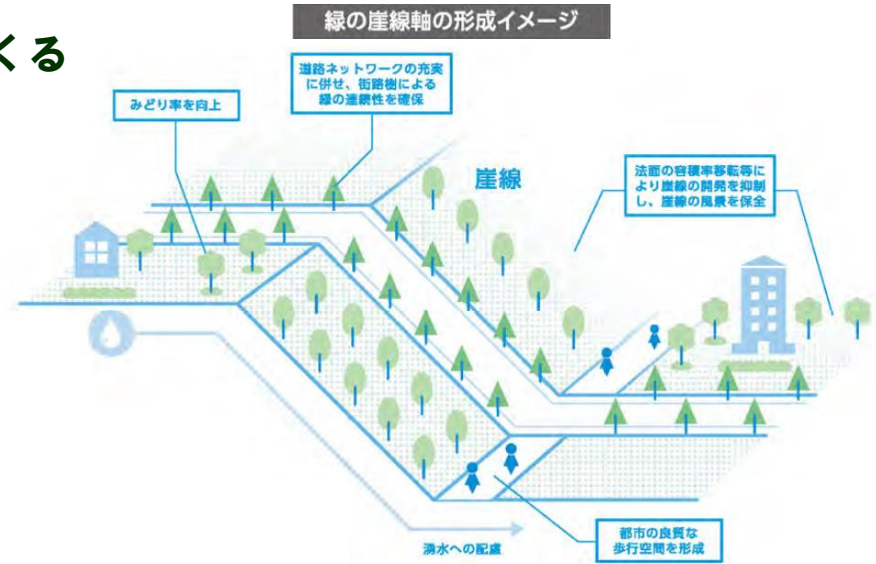 緑の崖線軸の形成イメージ
くる
道路ネットワークの充実
に併せ、街路樹による
緑の連続性を確保
みどり率を向上
崖線
法面の容積率移転等に
より崖線の開発を抑制
し、崖線の風景を保全
都市の良質な
歩行空間を形成
湧水への配慮